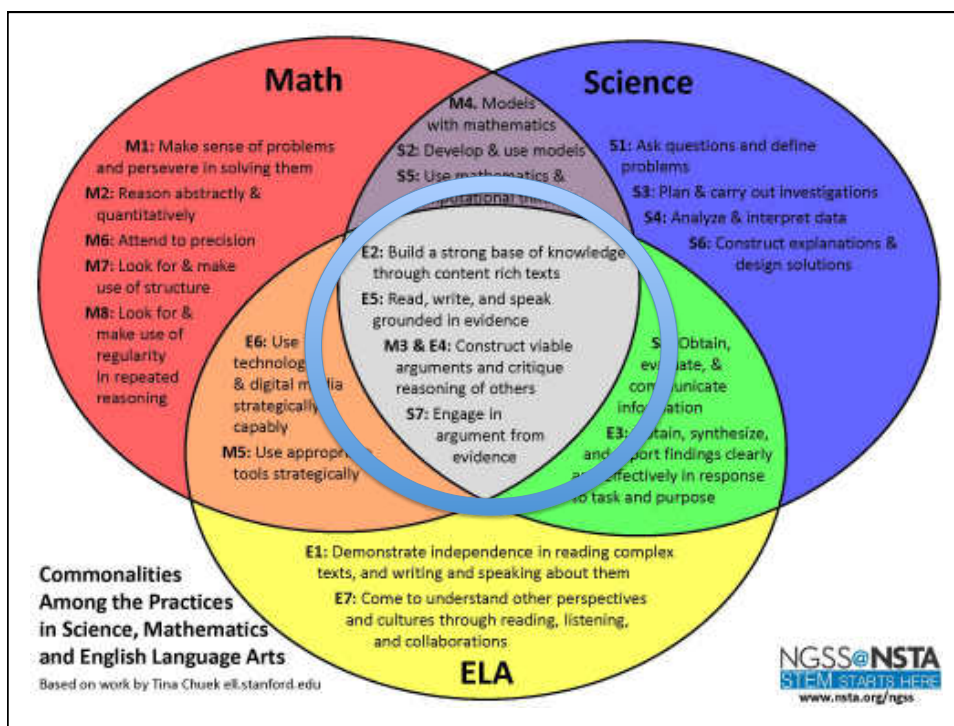 Math
Science
M4. Models
with mathematics
S2: Develop & use models
S5: Use mathematics &
M1: Make sense of problems
and persevere in solving them
M2: Reason abstractly &
quantitatively
M6: Attend to precision
M7: Look for & make
use of structure
M8: Look for &
make use of
regularity
in repeated
reasoning
S1: Ask questions and define
problems
S3: Plan & carry out investigations
S4: Analyze & interpret data
S6: Construct explanations &
design solutions
E2: Build a strong base of knowledge
through content rich texts
E5: Read, write, and speak
grounded in evidence
M3 & E4: Construct viable
arguments and critique
reasoning of others
S7: Engage in
argument from
evidence
E6: Use
& digital media
strategically
capably
M5: Use
tools strategically
Obtain,
&
communicate
information
E3:
synthesize,
findings clearly
effectively in response
to task and purpose
E1: Demonstrate independence in reading complex
texts, and writing and speaking about them
E7: Come to understand other perspectives
and cultures through reading, listening,
and collaborations
ELA
Commonalities
Among the Practices
in Science, Mathematics
and English Language Arts
Based on work by Tina Chuek ell.stanford.edu
NGSS@NSTA
STEM STARTS HERE
www.nsta.org/ngss